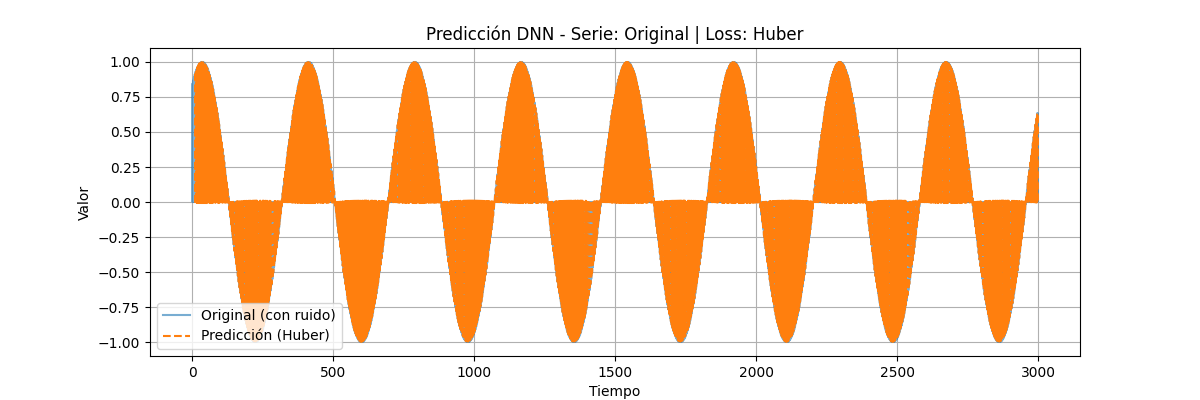 Predicción DNN - Serie: Original | Loss: Huber
1.00
0.75
0.50
0.25
0.00
−0.25
−0.50
−0.75
−1.00
Valor
Original (con ruido)
Predicción (Huber)
0 500 1000 1500 2000 2500 3000
Tiempo